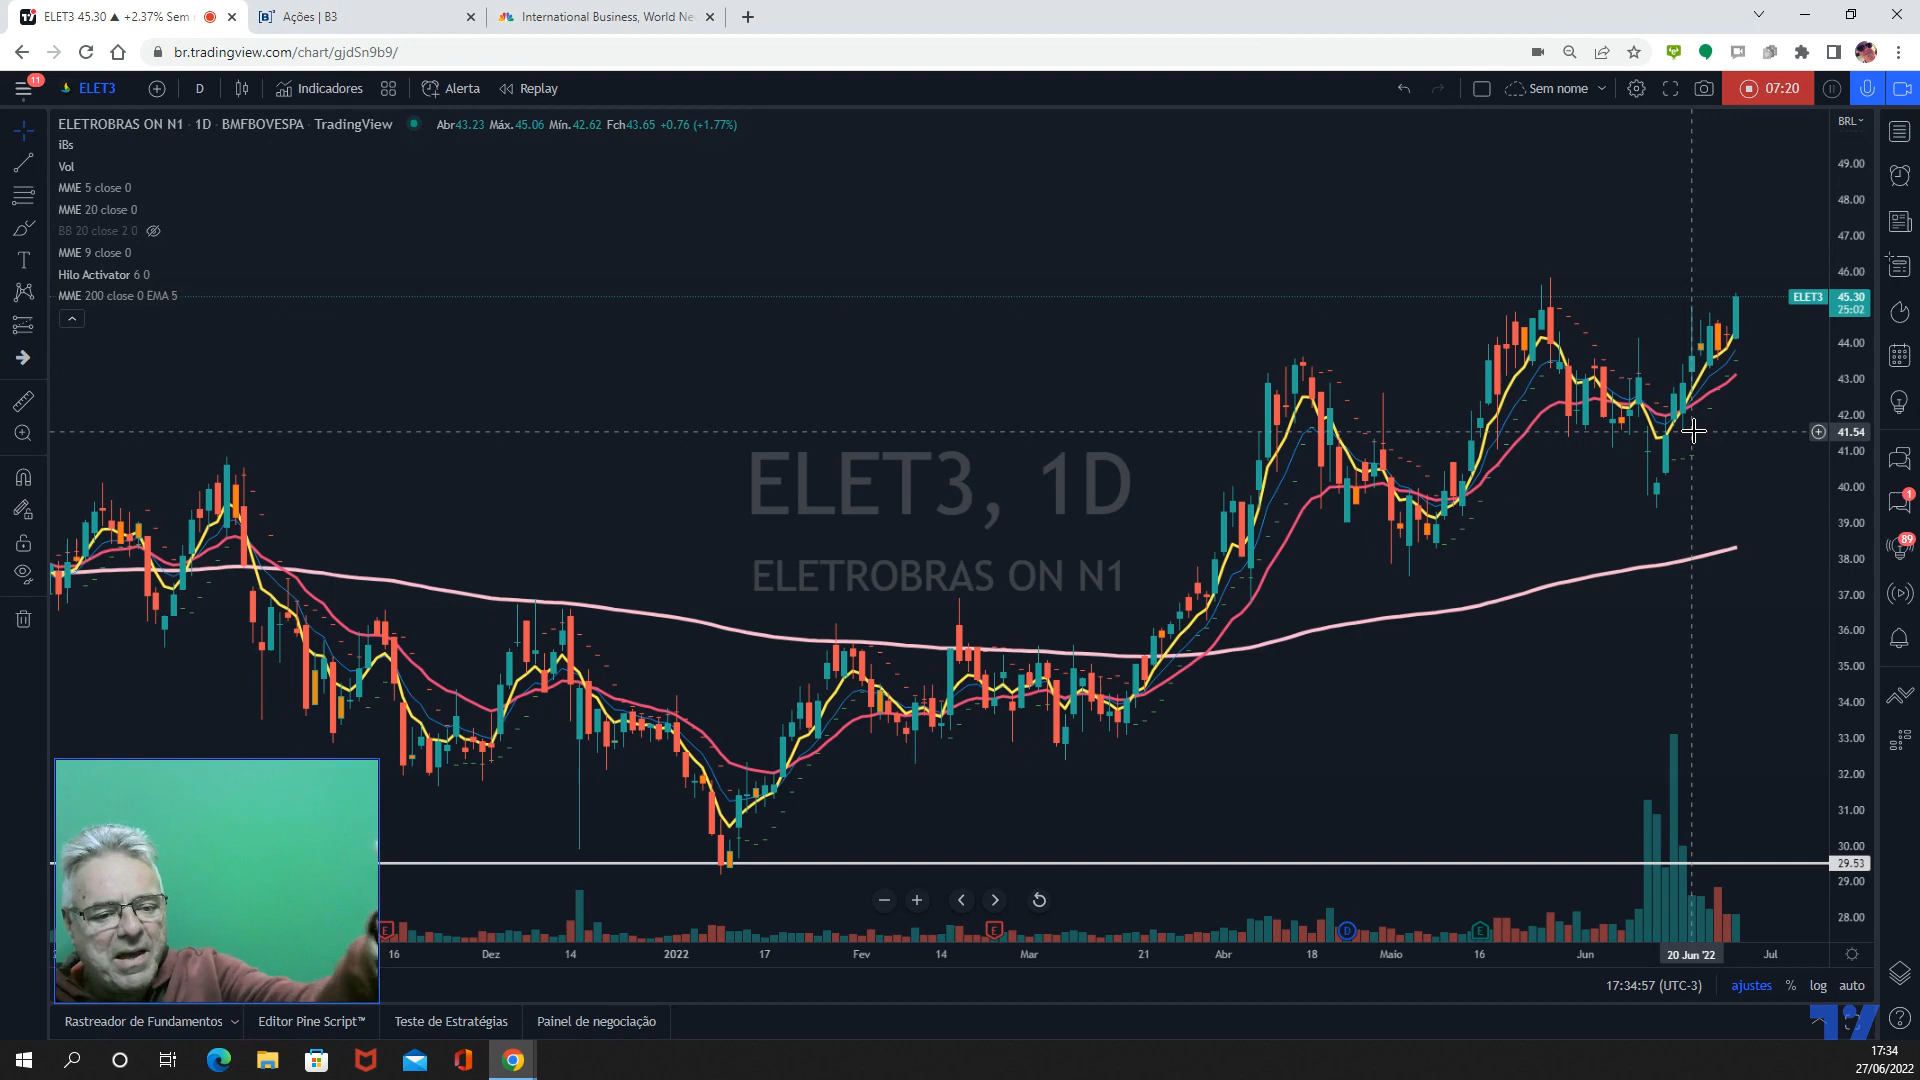 ELET3 45.30 ▲ +2.37% Sem
Ações | B3
International Business, World Ne
br.tradingview.com/chart/gjdSn9b9/
11
ELET3
D
Indicadores
Alerta
Replay
Sem nome
07:20
ELETROBRAS ON N1 · 1D · BMFBOVESPA · TradingView
Abr43.23 Máx.45.06 Mín.42.62 Fch43.65 +0.76 (+1.77%)
BRL
iBs
Vol
MME 5 close 0
MME 20 close 0
BB 20 close 2 0
MME 9 close 0
Hilo Activator 6 0
MME 200 close 0 EMA 5
49.00
48.00
47.00
46.00
ELET3 45.30
25:02
44.00
43.00
42.00
41.54
41.00
40.00
39.00
38.00
37.00
36.00
35.00
34.00
33.00
32.00
31.00
30.00
29.53
29.00
28.00
ELET3, 1D
ELETROBRAS ON N1
1
89
E
E
D
E
16 Dez 14 2022 17 Fev 14 Mar 21 Abr 18 Maio 16 Jun 20 Jun '22 Jul
17:34:57 (UTC-3)
ajustes % log auto
Rastreador de Fundamentos
Editor Pine Script™
Teste de Estratégias
Painel de negociação
17:34
27/06/2022